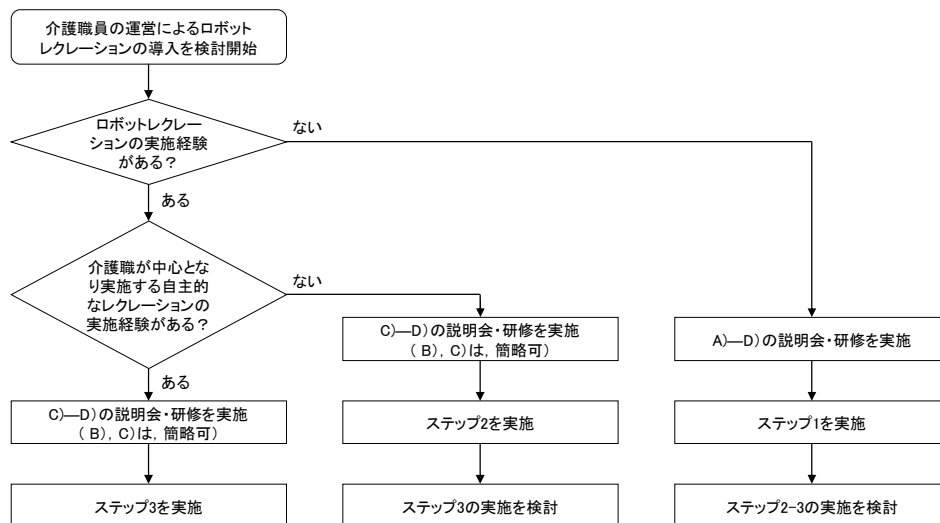 介護職員の運営によるロボット
レクレーションの導入を検討開始
ロボットレクレー
ションの実施経験
がある？
ない
ある
介護職が中心とな
り実施する自主的
なレクレーションの
実施経験がある？
ない
ある
C)―D)の説明会・研修を実施
( B), C)は, 簡略可)
ステップ3を実施
C)―D)の説明会・研修を実施
( B), C)は, 簡略可)
ステップ2を実施
ステップ3の実施を検討
A)―D)の説明会・研修を実施
ステップ1を実施
ステップ2-3の実施を検討